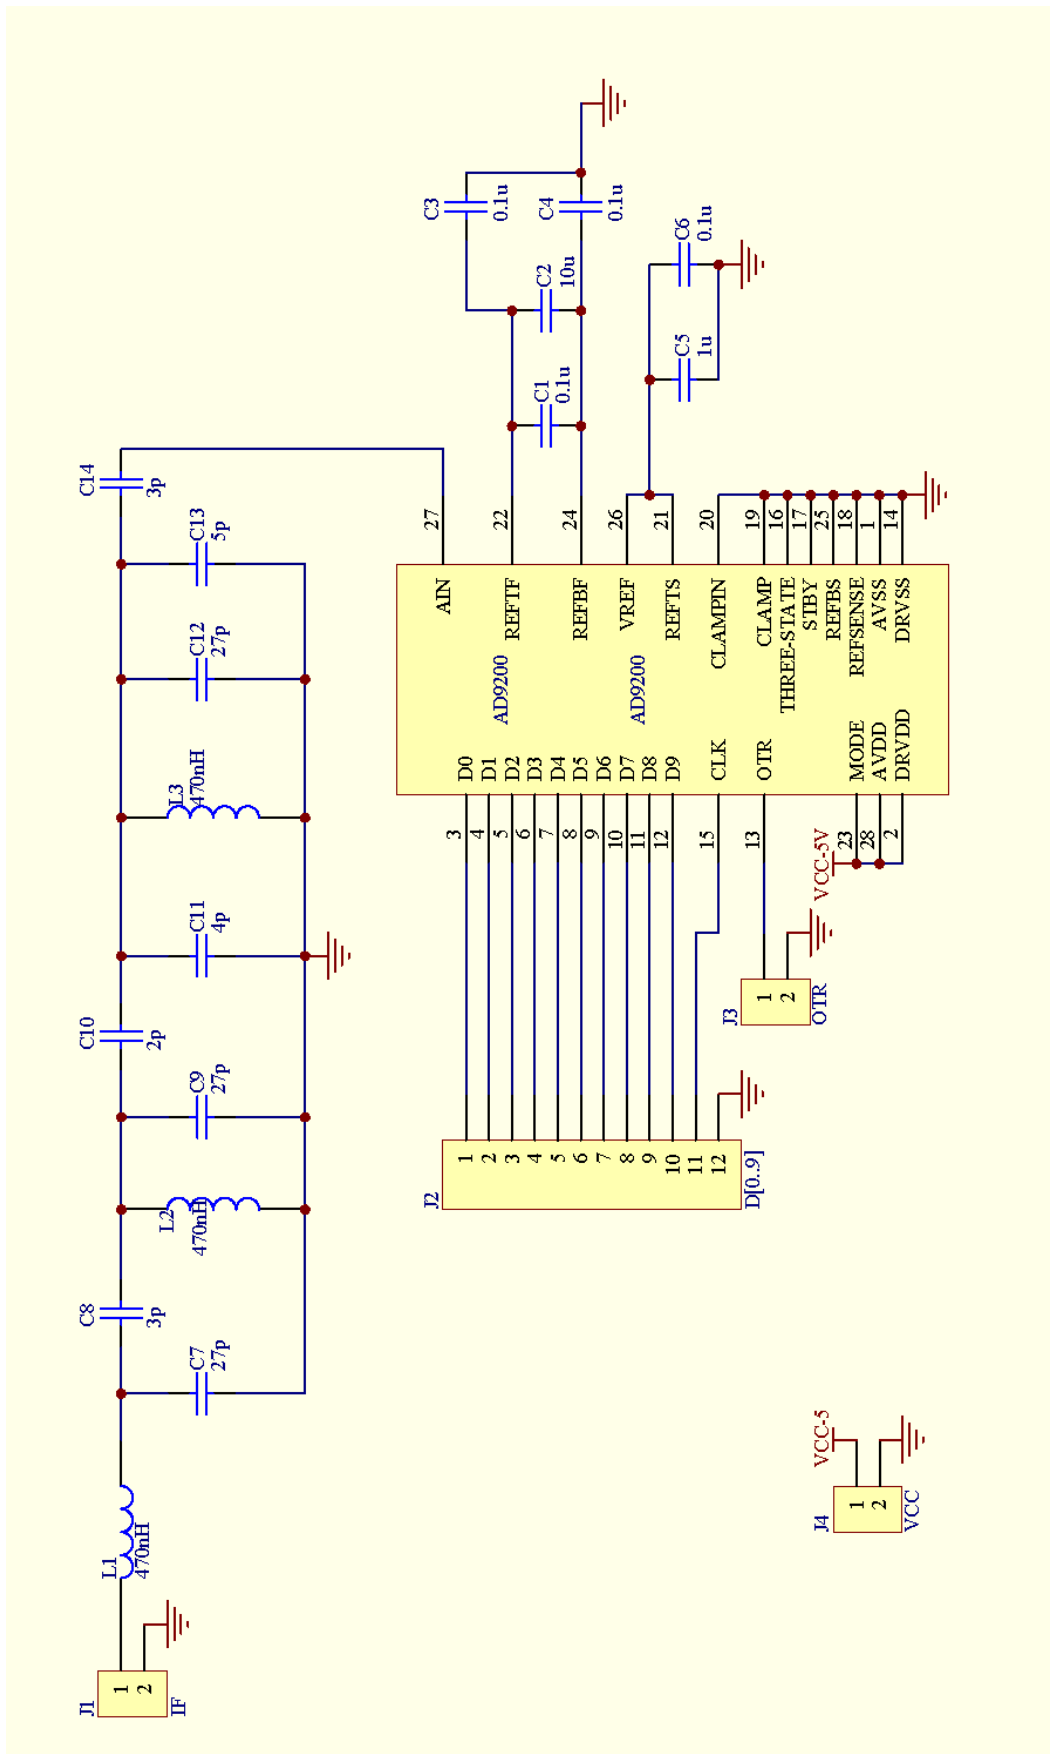 J1
1
2
IF
L1
470nH
C7
27p
C8
3p
L2
470nH
C9
27p
C10
2p
C11
4p
L3
470nH
C12
27p
C13
5p
C14
3p
J2
1
2
3
4
5
6
7
8
9
10
11
12
D[0..9]
3
4
5
6
7
8
9
10
11
12
15
13
23
28
2
D0
D1
D2
D3
D4
D5
D6
D7
D8
D9
CLK
OTR
MODE
AVDD
DRVDD
AD9200
AD9200
AIN
REFTF
REFBF
VREF
REFTS
CLAMPIN
CLAMP
THREE-STATE
STBY
REFBS
REFSENSE
AVSS
DRVSS
27
22
24
26
21
20
19
16
17
25
18
1
14
C1
0.1u
C2
10u
C3
0.1u
C4
0.1u
C5
1u
C6
0.1u
J3
1
2
OTR
VCC-5V
J4
1
2
VCC
VCC-5